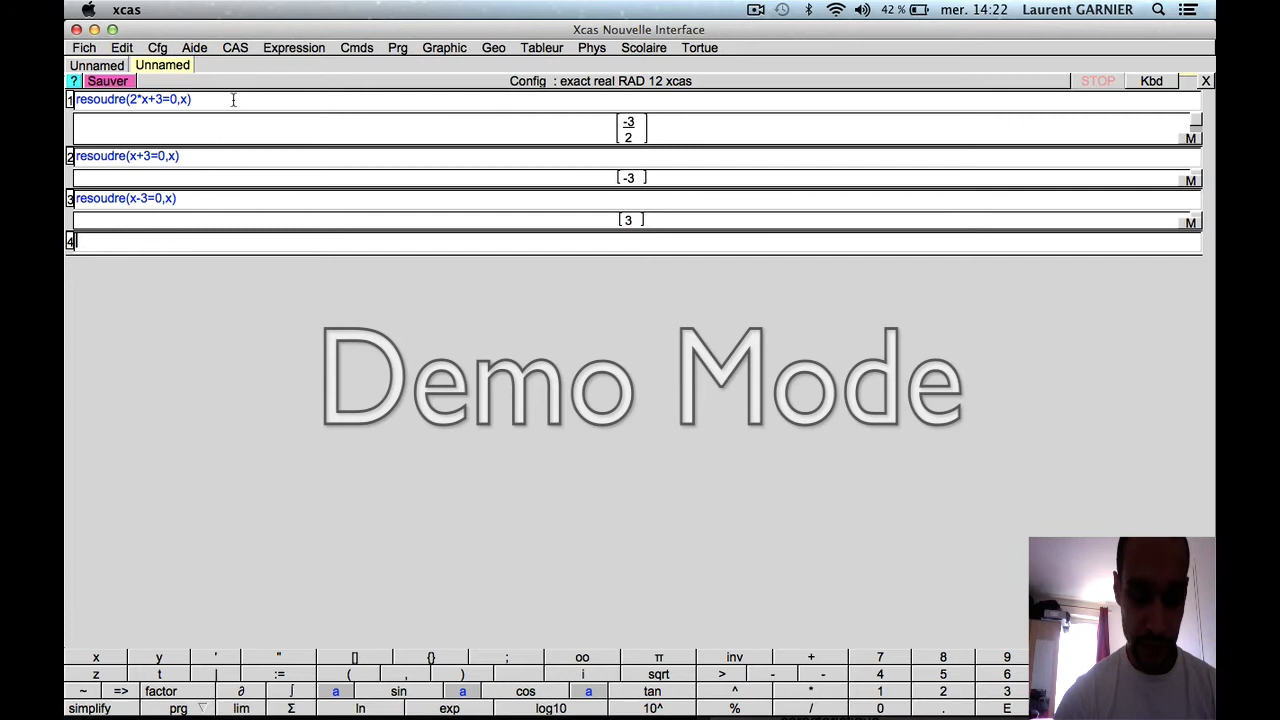 xcas 42 % mer. 14:22 Laurent GARNIER
Xcas Nouvelle Interface
Fich Edit Cfg Aide CAS Expression Cmds Prg Graphic Geo Tableur Phys Scolaire Tortue
Unnamed Unnamed
? Sauver Config : exact real RAD 12 xcas STOP Kbd X
1 resoudre(2*x+3=0,x)
[-3
2] M
2 resoudre(x+3=0,x)
[ -3 ] M
3 resoudre(x-3=0,x)
[ 3 ] M
4
Demo Mode
x y ' " [] {} ; oo π inv + 7 8 9
z t | := ( , ) i sqrt > - - 4 5 6
~ => factor ∂ ∫ a sin a cos a tan ^ * 1 2 3
simplify prg lim Σ ln exp log10 10^ % / 0 . E